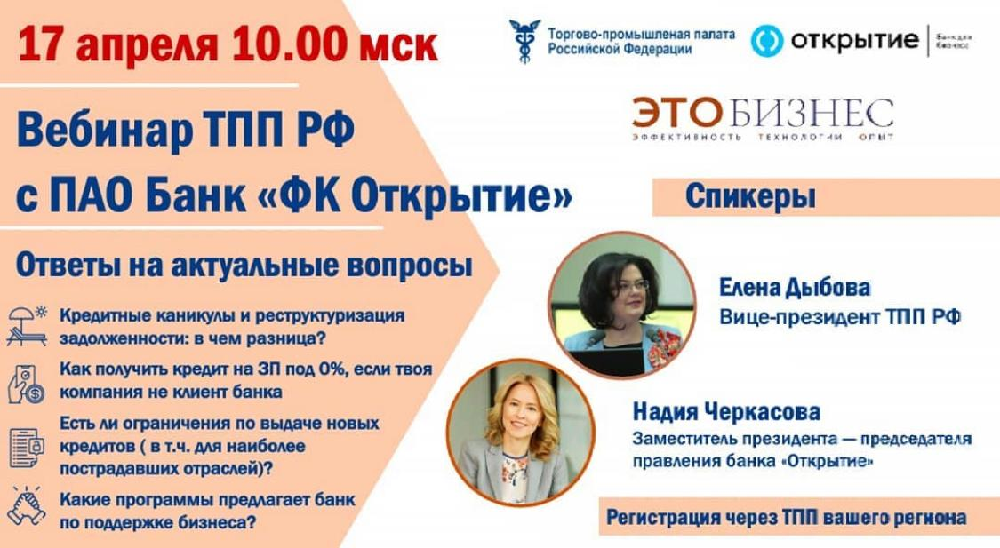 17 апреля 10.00 мск
Торгово-промышленая палата
Российской Федерации
открытие
Банк для
бизнеса
ЭТОБИЗНЕС
ЭФФЕКТИВНОСТЬ ТЕХНОЛОГИИ ОПЫТ
Вебинар ТПП РФ
с ПАО Банк «ФК Открытие»
Ответы на актуальные вопросы
Кредитные каникулы и реструктуризация
задолженности: в чем разница?
Как получить кредит на ЗП под 0%, если твоя
компания не клиент банка
Есть ли ограничения по выдаче новых
кредитов ( в т.ч. для наиболее
пострадавших отраслей)?
Какие программы предлагает банк
по поддержке бизнеса?
Спикеры
Елена Дыбова
Вице-президент ТПП РФ
Надия Черкасова
Заместитель президента — председателя
правления банка «Открытие»
Регистрация через ТПП вашего региона